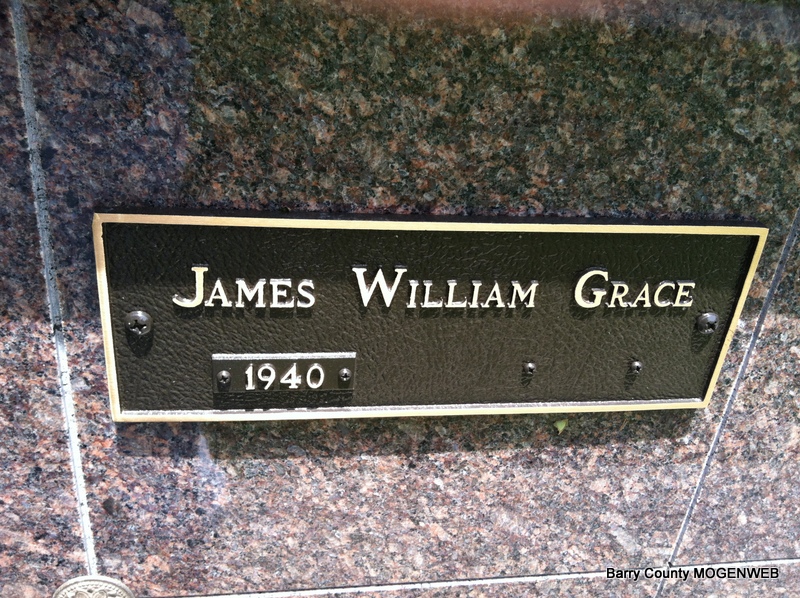 James William Grace
1940
Barry County MOGENWEB